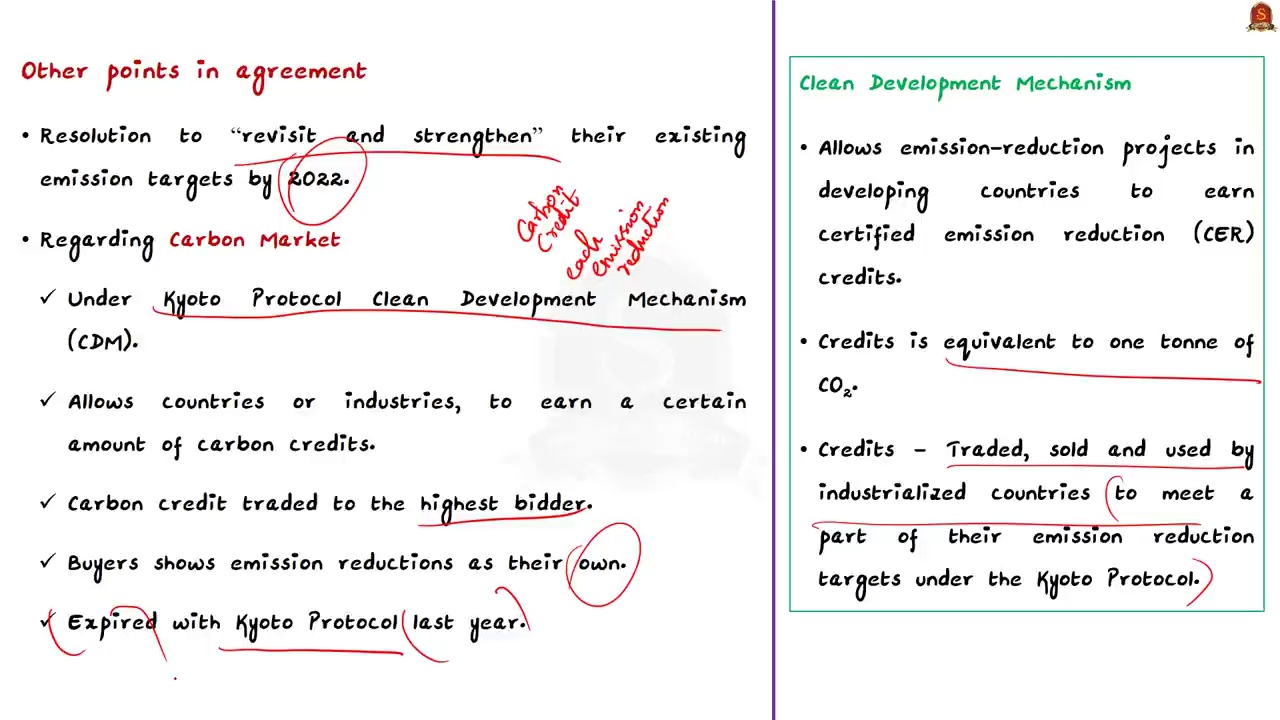 Other points in agreement
• Resolution to “revisit and strengthen” their existing
emission targets by 2022.
• Regarding Carbon Market
✓ Under Kyoto Protocol Clean Development Mechanism
(CDM).
✓ Allows countries or industries, to earn a certain
amount of carbon credits.
✓ Carbon credit traded to the highest bidder.
✓ Buyers shows emission reductions as their own.
✓ Expired with Kyoto Protocol last year.
Carbon
Credit
each
emission
reduction
Clean Development Mechanism
• Allows emission-reduction projects in
developing countries to earn
certified emission reduction (CER)
credits.
• Credits is equivalent to one tonne of
CO₂.
• Credits – Traded, sold and used by
industrialized countries to meet a
part of their emission reduction
targets under the Kyoto Protocol.
S